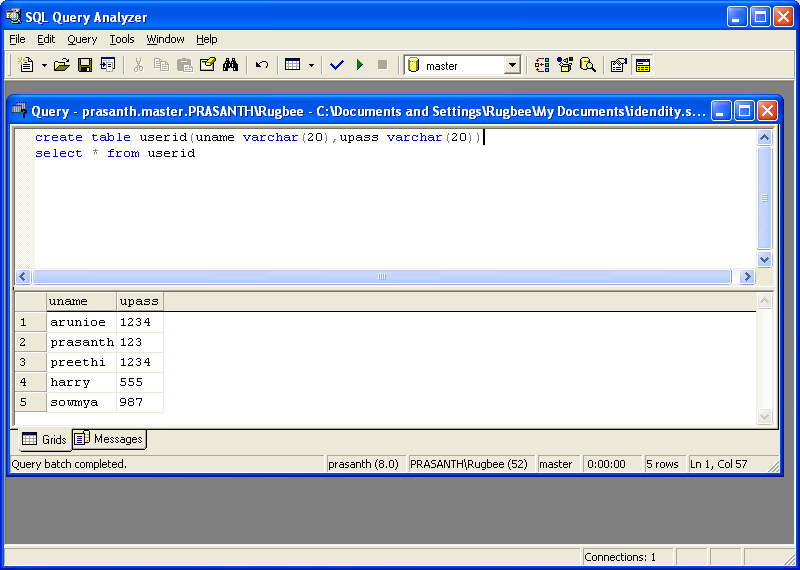 SQL Query Analyzer
File Edit Query Tools Window Help
master
Query - prasanth.master.PRASANTH\Rugbee - C:\Documents and Settings\Rugbee\My Documents\idendity.s...
create table userid(uname varchar(20),upass varchar(20))
select * from userid
uname upass
1 arunioe 1234
2 prasanth 123
3 preethi 1234
4 harry 555
5 sowmya 987
Grids Messages
Query batch completed. prasanth (8.0) PRASANTH\Rugbee (52) master 0:00:00 5 rows Ln 1, Col 57
Connections: 1